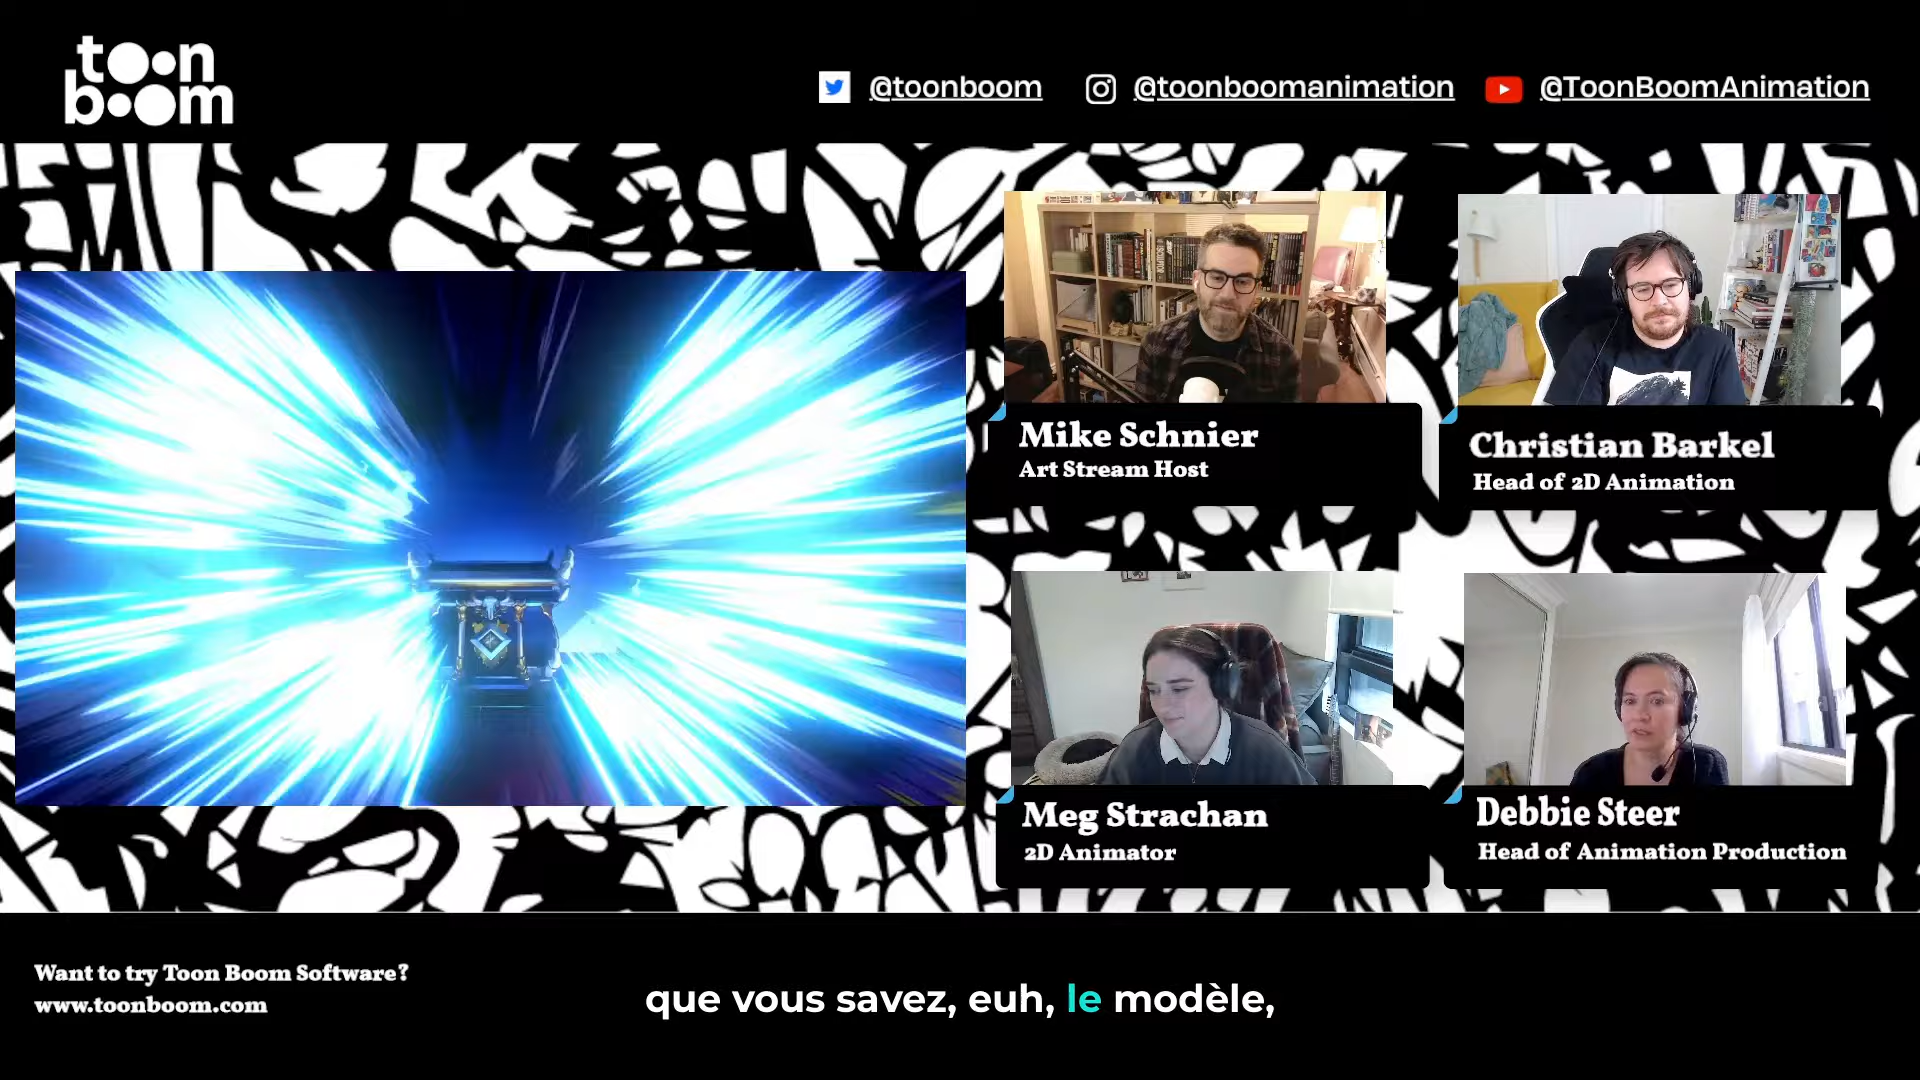 toon
boom
@toonboom
@toonboomanimation
@ToonBoomAnimation
Mike Schnier
Art Stream Host
Christian Barkel
Head of 2D Animation
Meg Strachan
2D Animator
Debbie Steer
Head of Animation Production
Want to try Toon Boom Software?
www.toonboom.com
que vous savez, euh, le modèle,